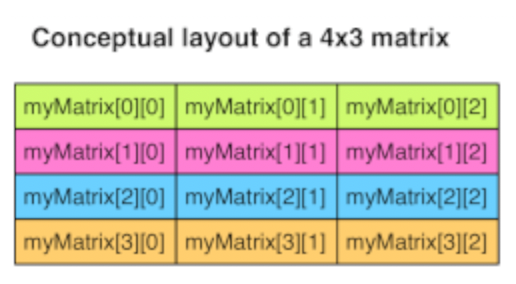 Conceptual layout of a 4x3 matrix
myMatrix[0][0] myMatrix[0][1] myMatrix[0][2]
myMatrix[1][0] myMatrix[1][1] myMatrix[1][2]
myMatrix[2][0] myMatrix[2][1] myMatrix[2][2]
myMatrix[3][0] myMatrix[3][1] myMatrix[3][2]